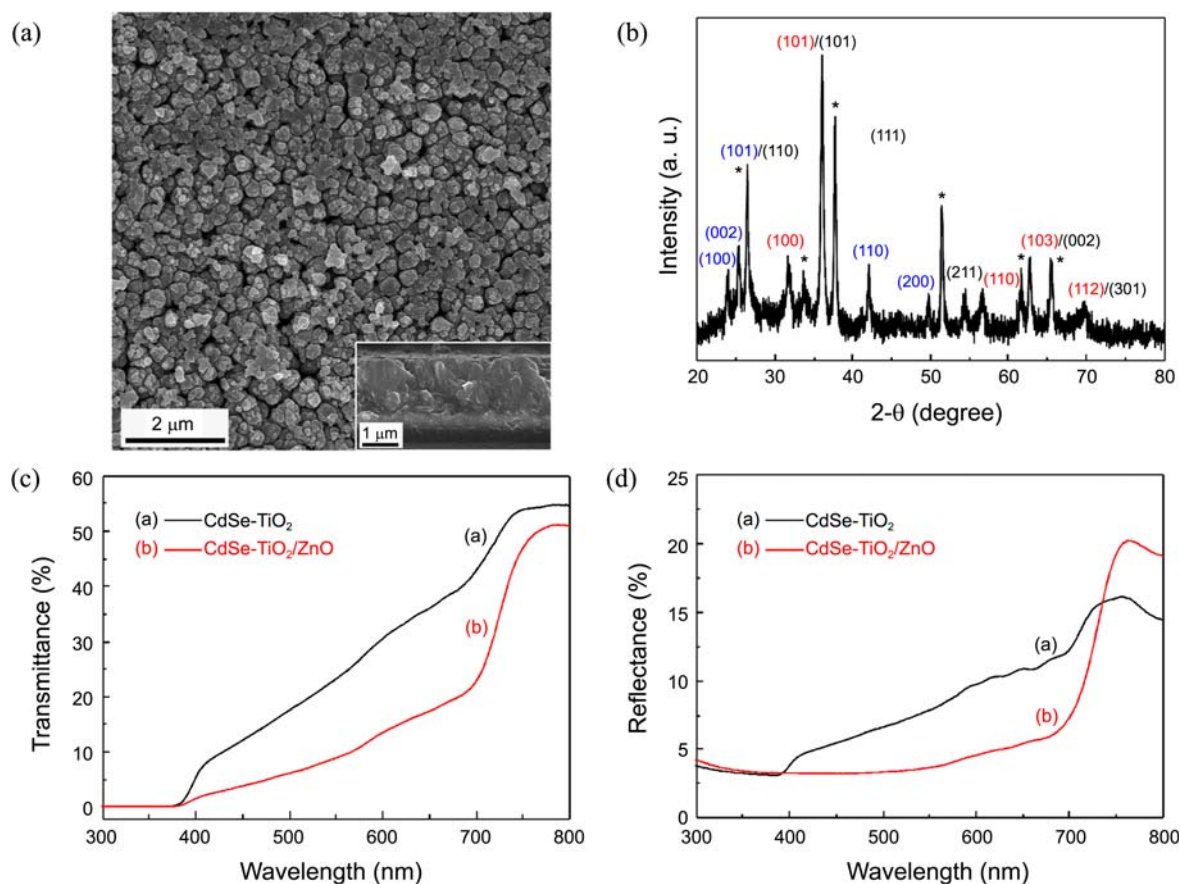 (a)
2 μm
1 μm
(b)
Intensity (a. u.)
(101)/(101)
*
(111)
(101)/(110)
*
*
(002)
(100)
(100)
*
(110)
(200)
(211)
(110)
*
(103)/(002)
*
(112)/(301)
20 30 40 50 60 70 80
2-θ (degree)
(c)
Transmittance (%)
60
50
40
30
20
10
0
(a) CdSe-TiO₂
(b) CdSe-TiO₂/ZnO
(a)
(b)
300 400 500 600 700 800
Wavelength (nm)
(d)
Reflectance (%)
25
20
15
10
5
0
(a) CdSe-TiO₂
(b) CdSe-TiO₂/ZnO
(a)
(b)
300 400 500 600 700 800
Wavelength (nm)